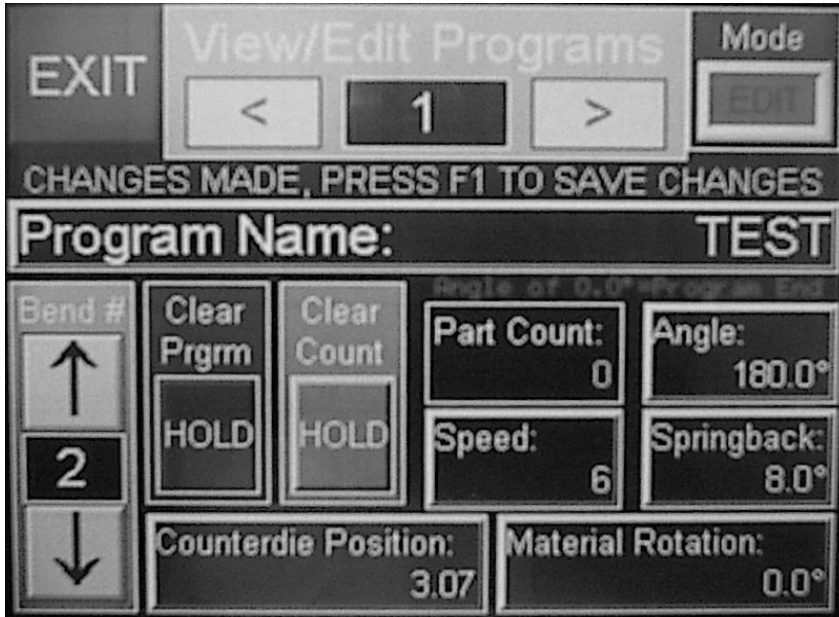 EXIT
View/Edit Programs
<
1
>
Mode
EDIT
CHANGES MADE, PRESS F1 TO SAVE CHANGES
Program Name:
TEST
Angle of 0.0°=Program End
Bend #
2
Clear
Prgrm
HOLD
Clear
Count
HOLD
Part Count:
0
Angle:
180.0°
Speed:
6
Springback:
8.0°
Counterdie Position:
3.07
Material Rotation:
0.0°